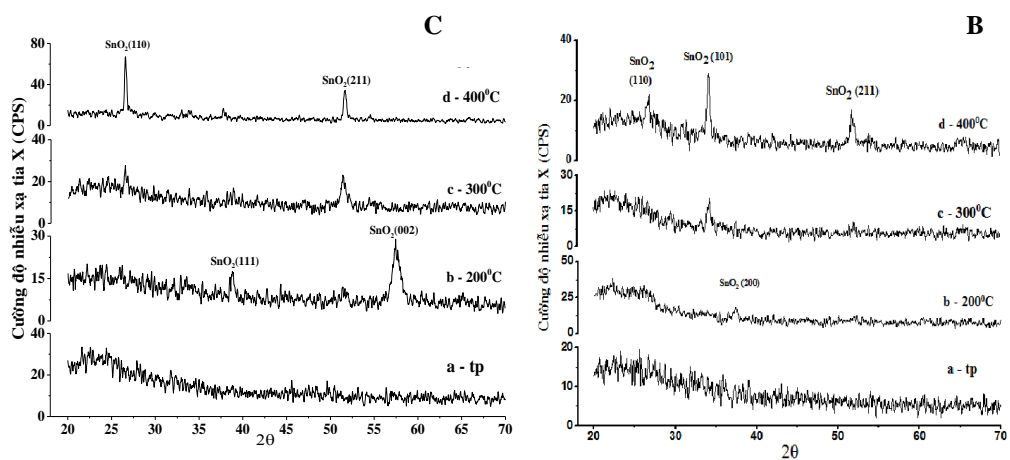 C
80
SnO₂(110)
60
SnO₂(211)
40
d - 400⁰C
20
0
40
20
c - 300⁰C
0
30
SnO₂(002)
SnO₂(111)
15
b - 200⁰C
0
40
20
a - tp
0
20 25 30 35 40 45 50 55 60 65 70
2θ
Cường độ nhiễu xạ tia X (CPS)
B
40
SnO₂
(110)
SnO₂ (101)
SnO₂ (211)
20
d - 400⁰C
0
30
15
c - 300⁰C
0
50
SnO₂ (200)
25
b - 200⁰C
0
20
a - tp
10
0
20 30 40 50 60 70
2θ
Cường độ nhiễu xạ tia X (CPS)